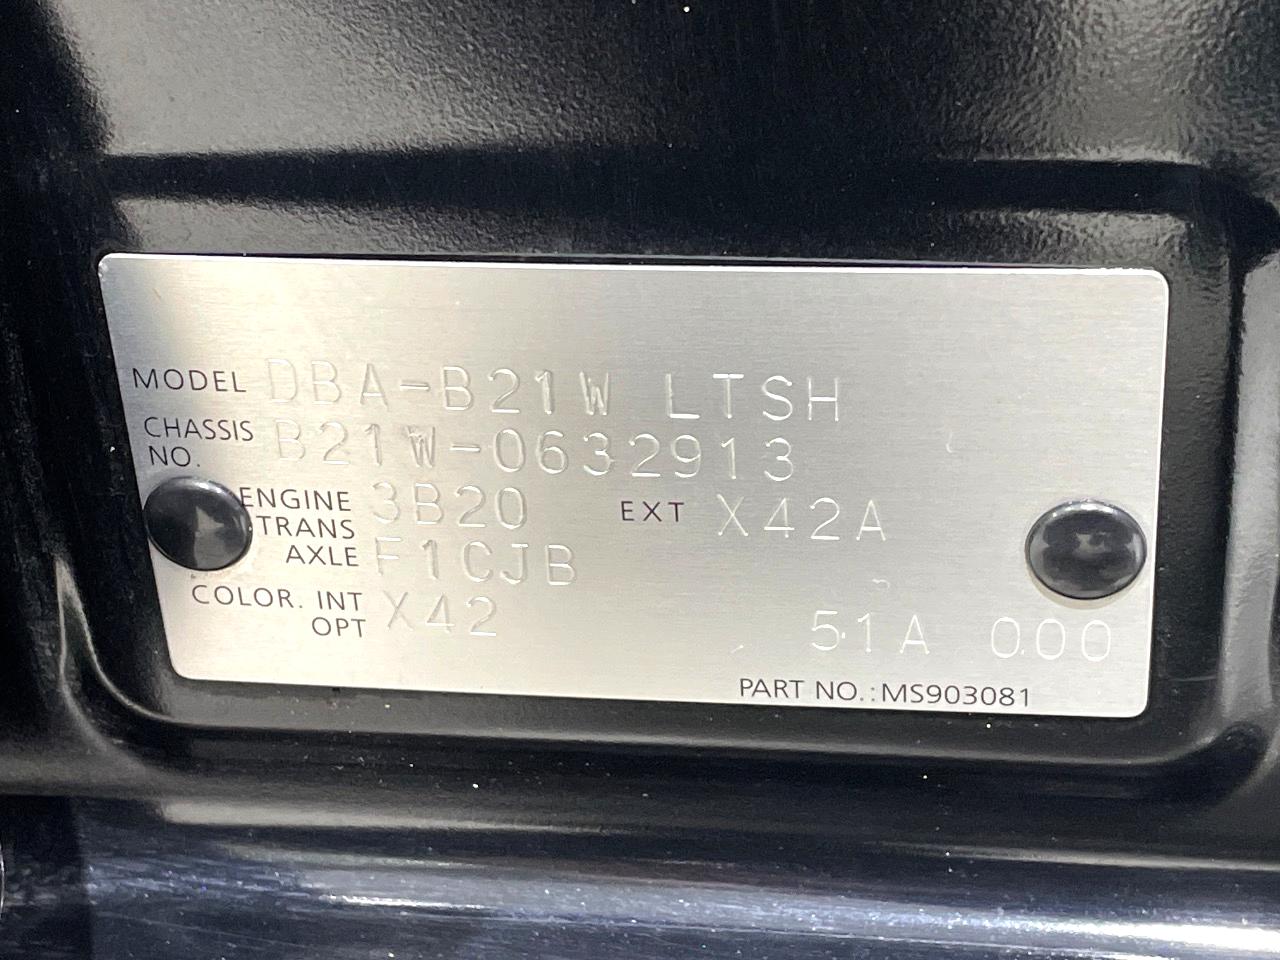 MODEL DBA-B21W LTSH
CHASSIS NO. B21W-0632913
ENGINE 3B20 EXT X42A
TRANS AXLE F1CJB
COLOR. INT X42
OPT 51A 000
PART NO.:MS903081